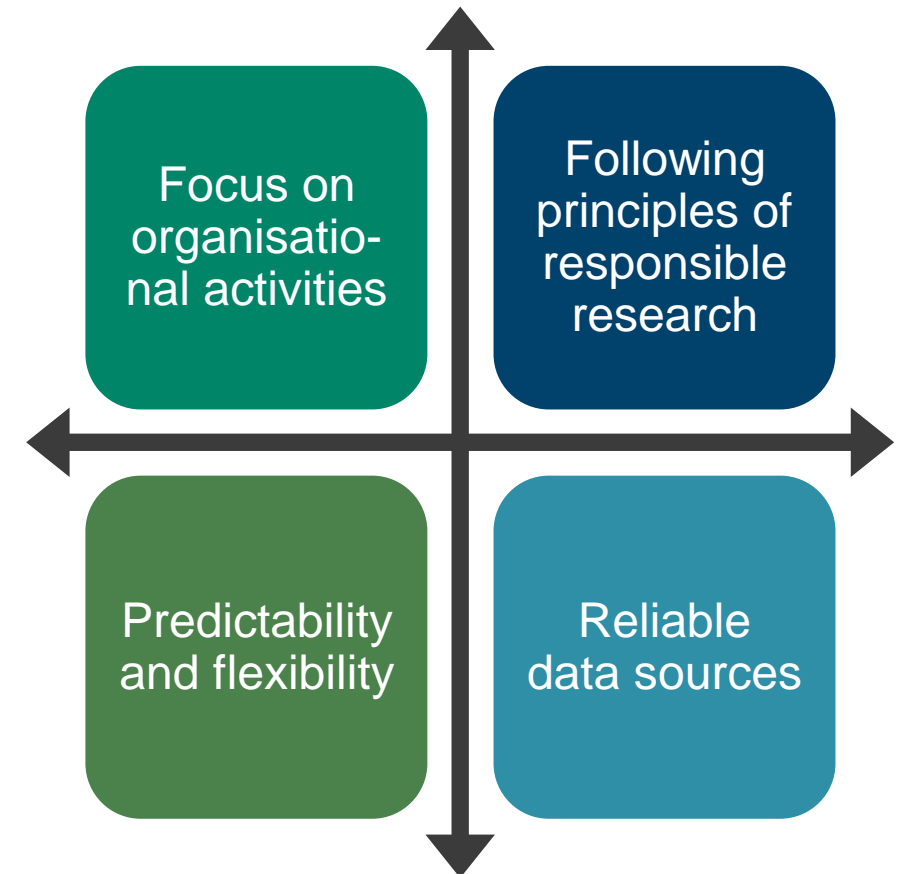 Focus on
organisatio-
nal activities
Following
principles of
responsible
research
Predictability
and flexibility
Reliable
data sources